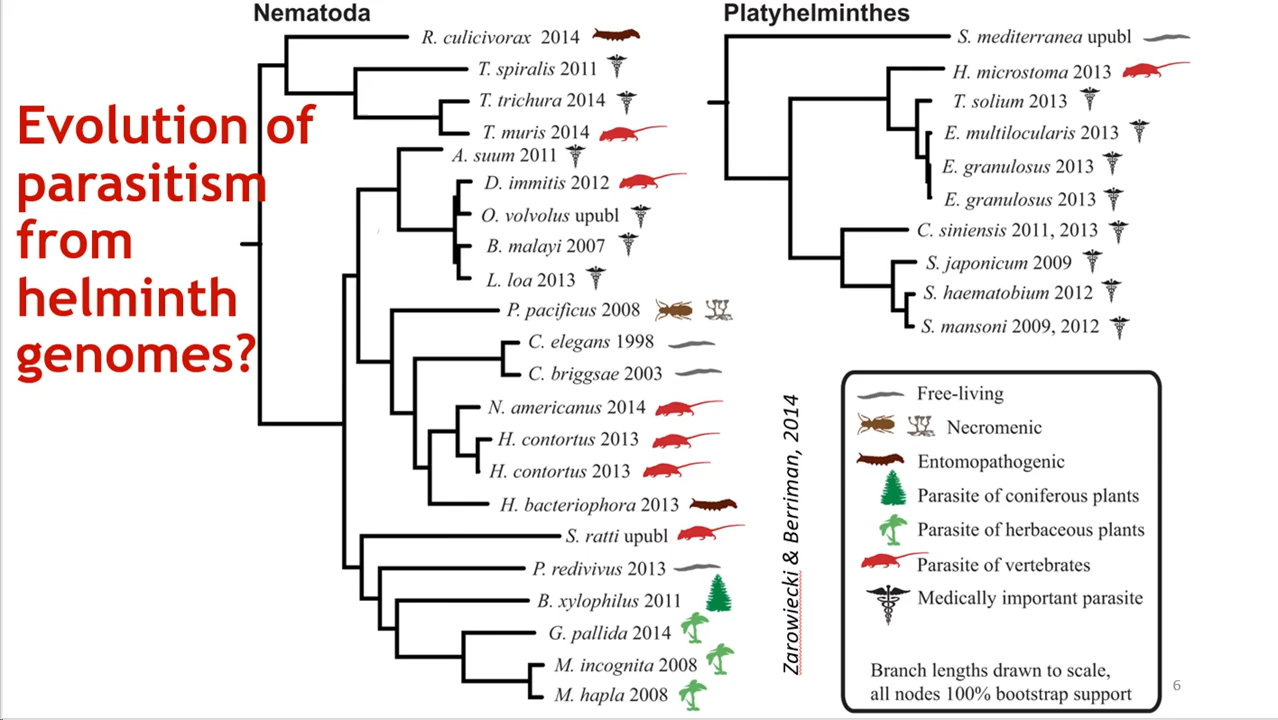 Nematoda
R. culicivorax 2014
T. spiralis 2011
T. trichura 2014
T. muris 2014
A. suum 2011
D. immitis 2012
O. volvolus upubl
B. malayi 2007
L. loa 2013
P. pacificus 2008
C. elegans 1998
C. briggsae 2003
N. americanus 2014
H. contortus 2013
H. contortus 2013
H. bacteriophora 2013
S. ratti upubl
P. redivivus 2013
B. xylophilus 2011
G. pallida 2014
M. incognita 2008
M. hapla 2008
Evolution of
parasitism
from
helminth
genomes?
Platyhelminthes
S. mediterranea upubl
H. microstoma 2013
T. solium 2013
E. multilocularis 2013
E. granulosus 2013
E. granulosus 2013
C. siniensis 2011, 2013
S. japonicum 2009
S. haematobium 2012
S. mansoni 2009, 2012
Zarowiecki & Berriman, 2014
Free-living
Necromenic
Entomopathogenic
Parasite of coniferous plants
Parasite of herbaceous plants
Parasite of vertebrates
Medically important parasite
Branch lengths drawn to scale,
all nodes 100% bootstrap support
6